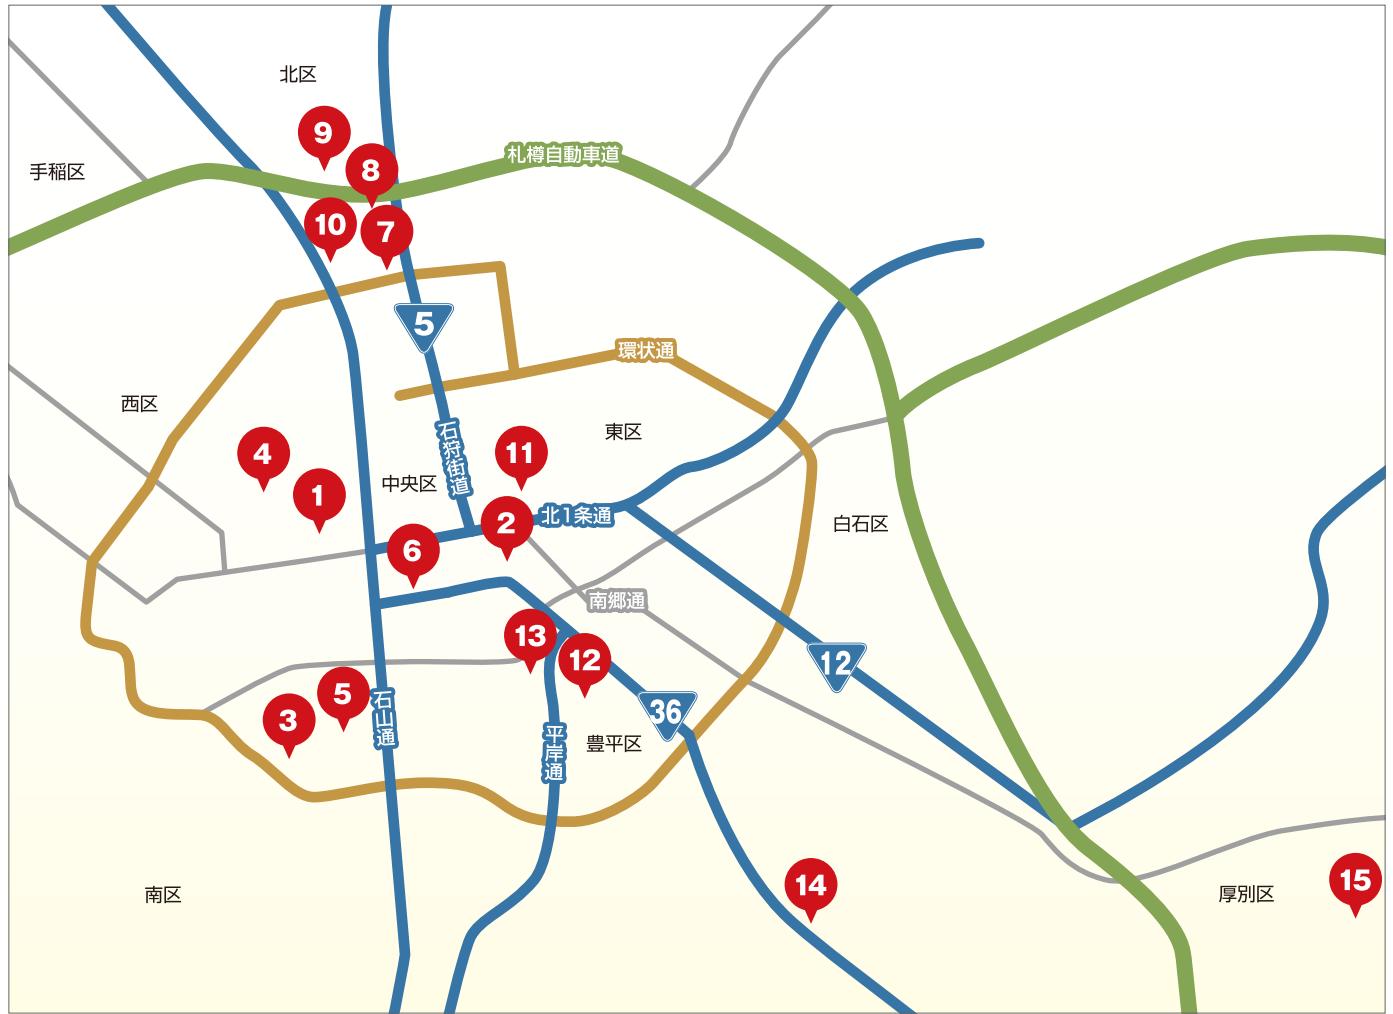 北区
9
札樽自動車道
8
手稲区
10
7
5
環状通
西区
東区
4
11
石狩街道
中央区
1
2
北1条通
白石区
6
南郷通
13
12
12
5
36
3
石山通
平岸通
豊平区
14
15
南区
厚別区